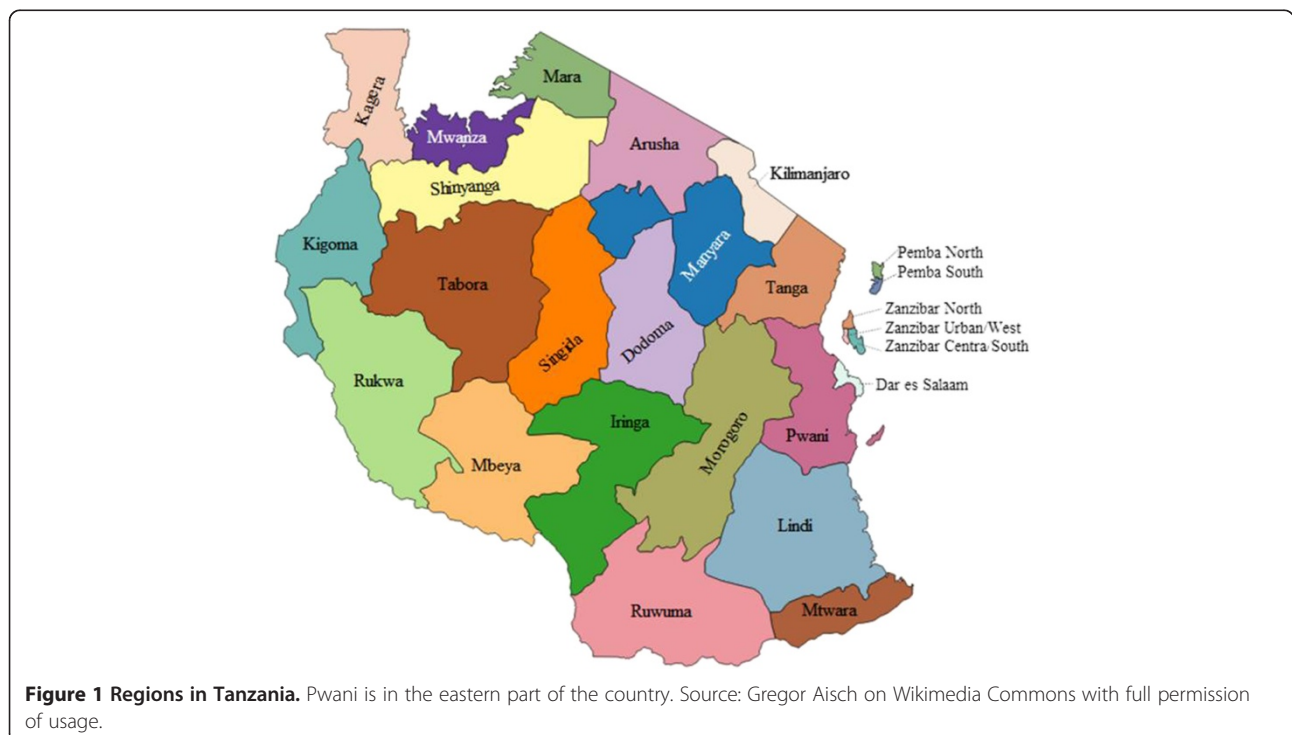 Mara
Kagera
Mwanza
Arusha
Kilimanjaro
Shinyanga
Kigoma
Pemba North
Pemba South
Manyara
Tabora
Tanga
Zanzibar North
Zanzibar Urban/West
Zanzibar Centra/South
Singida
Dodoma
Rukwa
Dar es Salaam
Iringa
Pwani
Morogoro
Mbeya
Lindi
Ruwuma
Mtwara
Figure 1 Regions in Tanzania. Pwani is in the eastern part of the country. Source: Gregor Aisch on Wikimedia Commons with full permission
of usage.